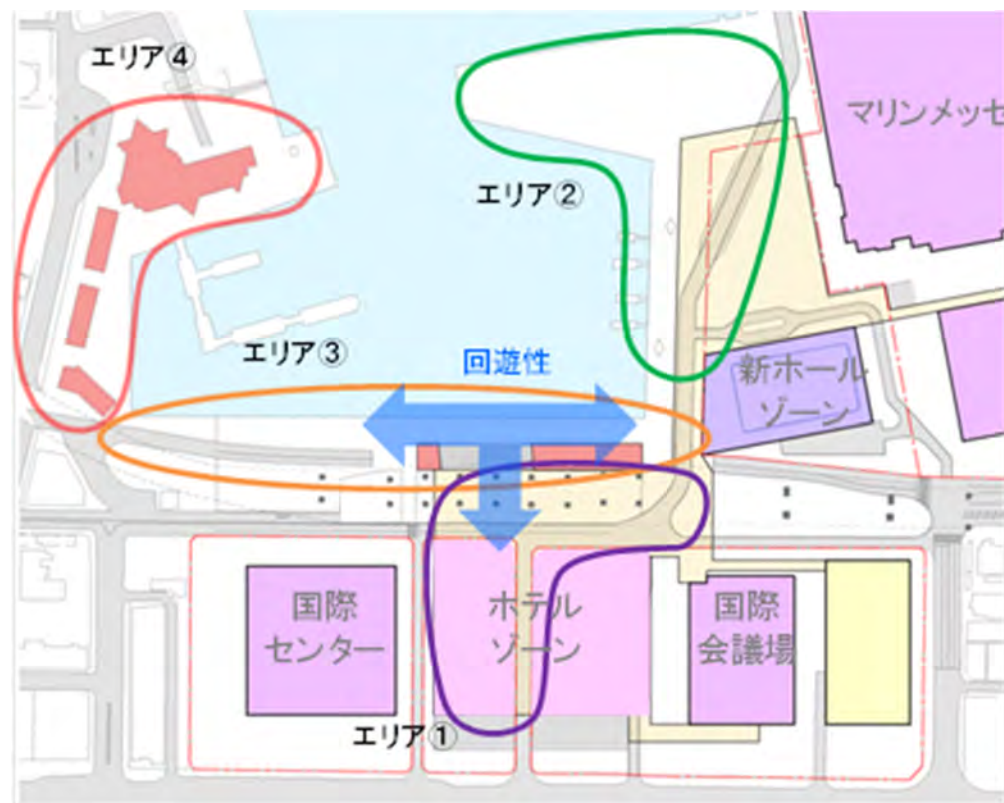 エリア④
マリンメッセ
エリア②
エリア③
回遊性
新ホール
ゾーン
国際
センター
ホテル
ゾーン
国際
会議場
エリア①